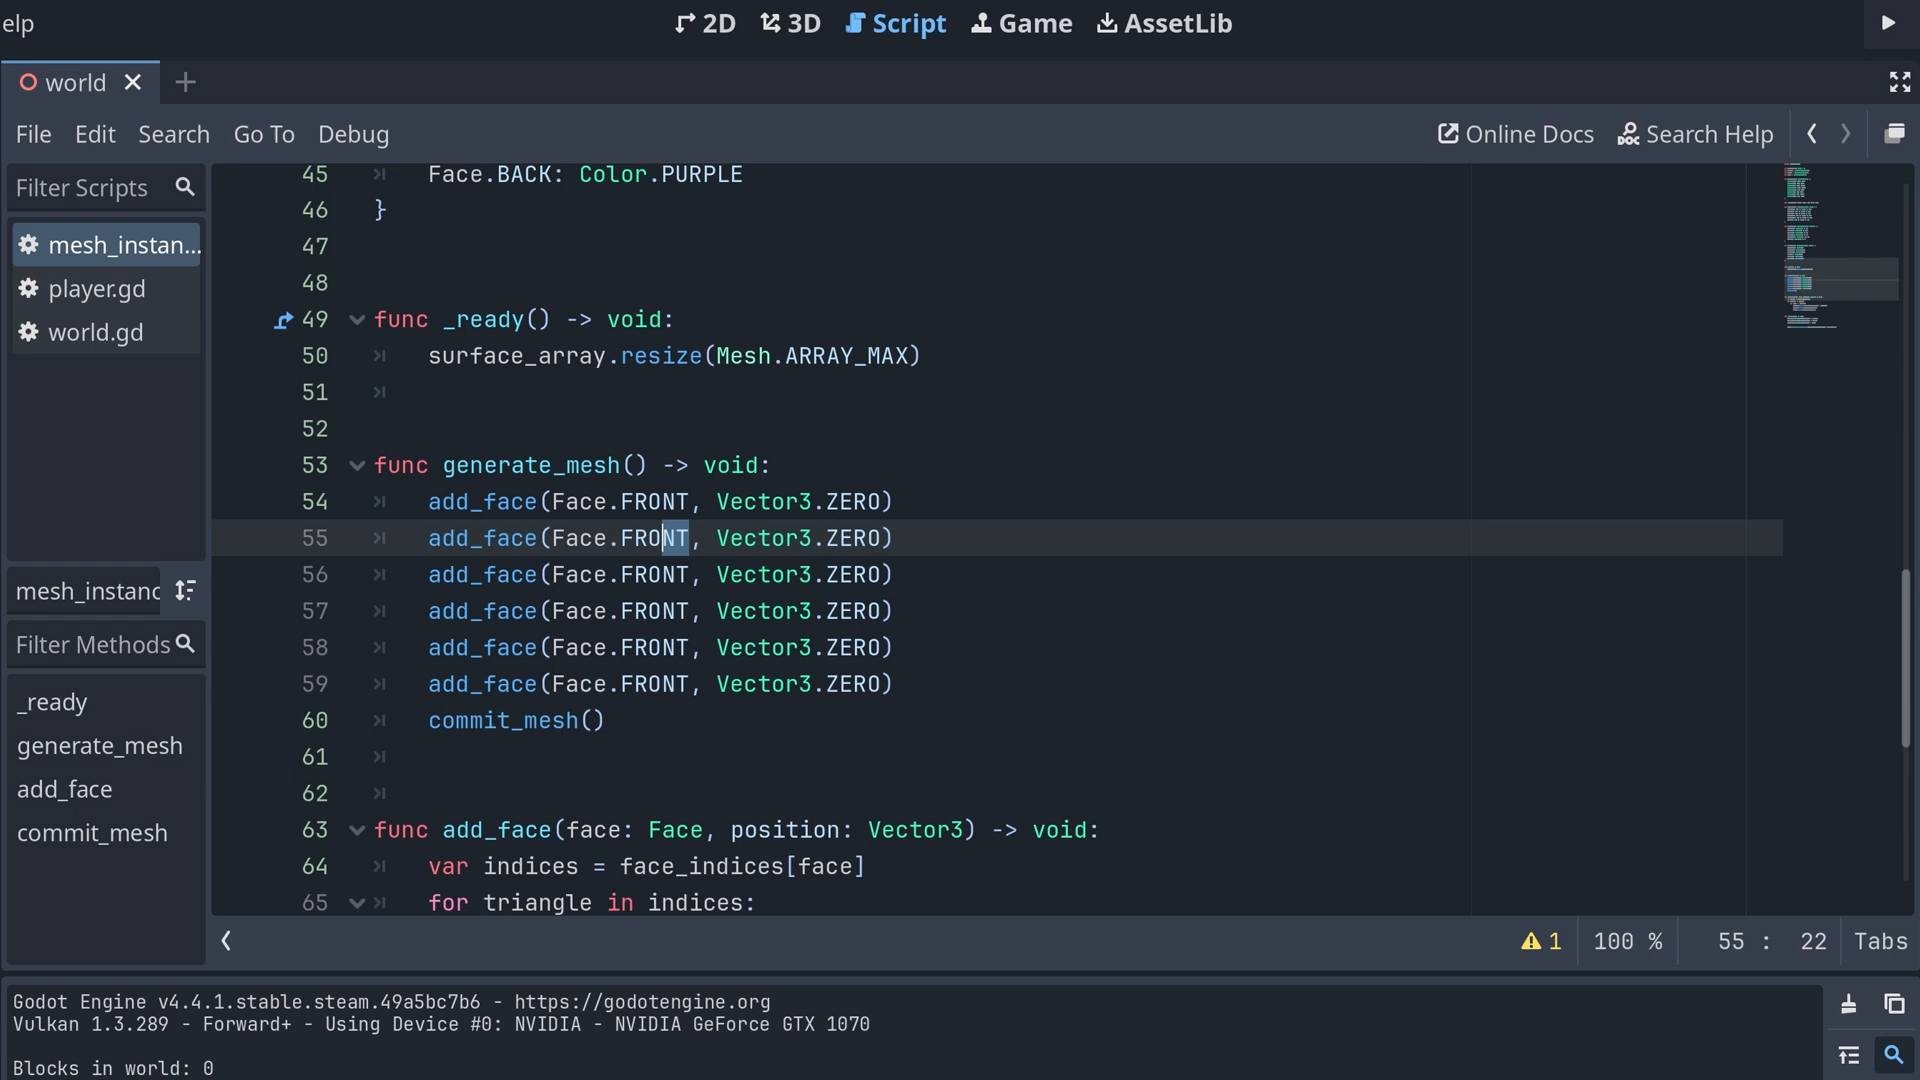 elp
2D 3D Script Game AssetLib
world
File Edit Search Go To Debug
Online Docs Search Help
Filter Scripts
mesh_instan...
player.gd
world.gd
mesh_instanc
Filter Methods
_ready
generate_mesh
add_face
commit_mesh
45 Face.BACK: Color.PURPLE
46 }
47
48
49 func _ready() -> void:
50 surface_array.resize(Mesh.ARRAY_MAX)
51
52
53 func generate_mesh() -> void:
54 add_face(Face.FRONT, Vector3.ZERO)
55 add_face(Face.FRONT, Vector3.ZERO)
56 add_face(Face.FRONT, Vector3.ZERO)
57 add_face(Face.FRONT, Vector3.ZERO)
58 add_face(Face.FRONT, Vector3.ZERO)
59 add_face(Face.FRONT, Vector3.ZERO)
60 commit_mesh()
61
62
63 func add_face(face: Face, position: Vector3) -> void:
64 var indices = face_indices[face]
65 for triangle in indices:
1 100 % 55 : 22 Tabs
Godot Engine v4.4.1.stable.steam.49a5bc7b6 - https://godotengine.org
Vulkan 1.3.289 - Forward+ - Using Device #0: NVIDIA - NVIDIA GeForce GTX 1070
Blocks in world: 0